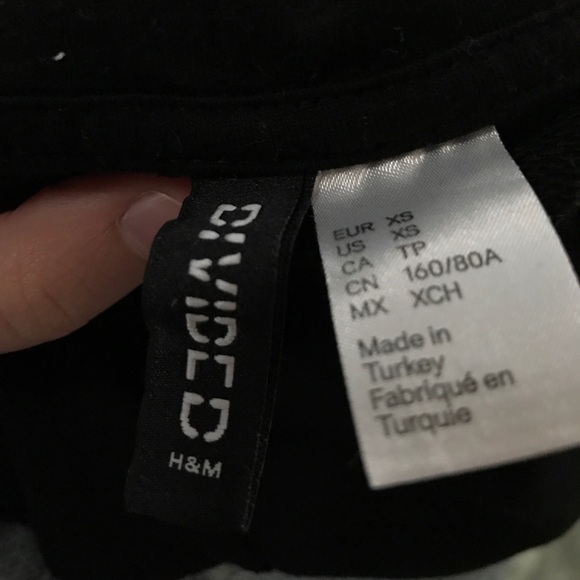 DIVIDED
H&M
EUR XS
US XS
CA TP
CN 160/80A
MX XCH
Made in
Turkey
Fabriqué en
Turquie